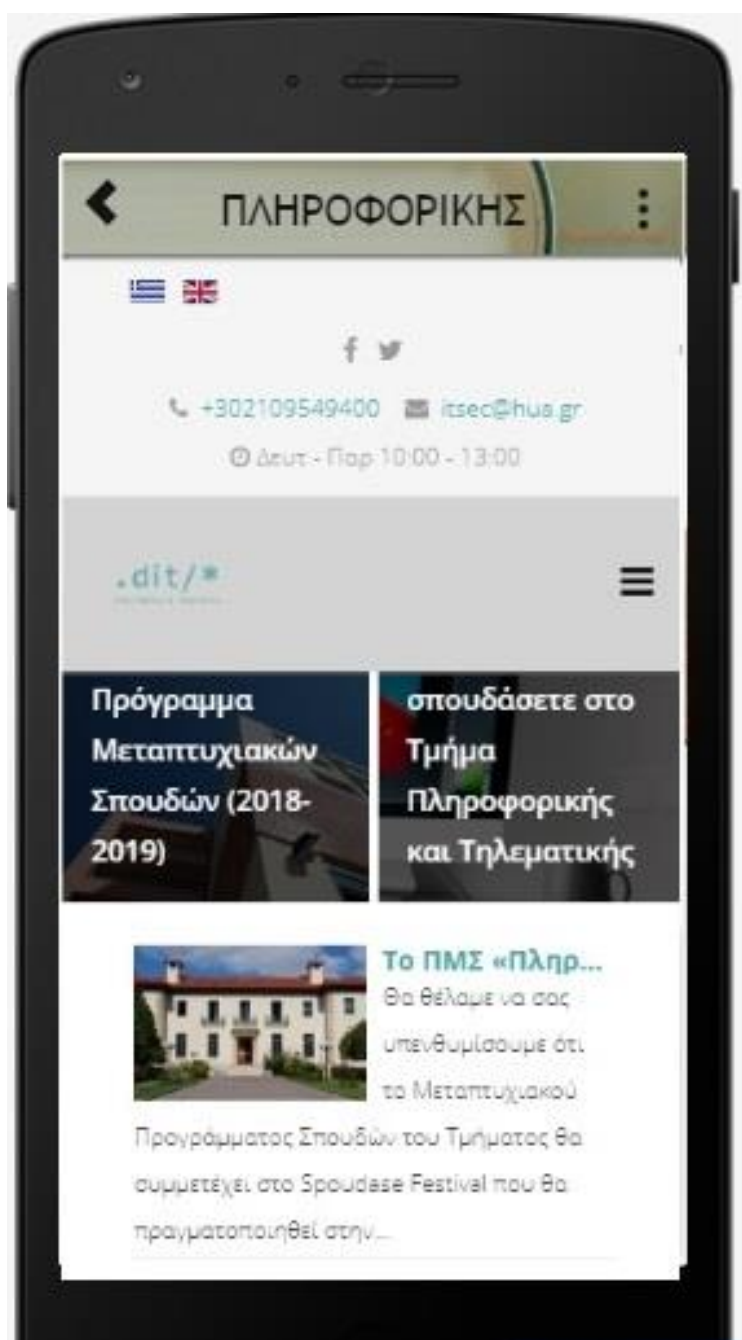 ΠΛΗΡΟΦΟΡΙΚΗΣ
+302109549400 itsec@hua.gr
Δευτ - Παρ 10:00 - 13:00
.dit/*
Πρόγραμμα
Μεταπτυχιακών
Σπουδών (2018-
2019)
σπουδάσετε στο
Τμήμα
Πληροφορικής
και Τηλεματικής
Το ΠΜΣ «Πληρ...
Θα θέλαμε να σας
υπενθυμίσουμε ότι
το Μεταπτυχιακού
Προγράμματος Σπουδών του Τμήματος θα
συμμετέχει στο Spoudase Festival που θα
πραγματοποιηθεί στην...